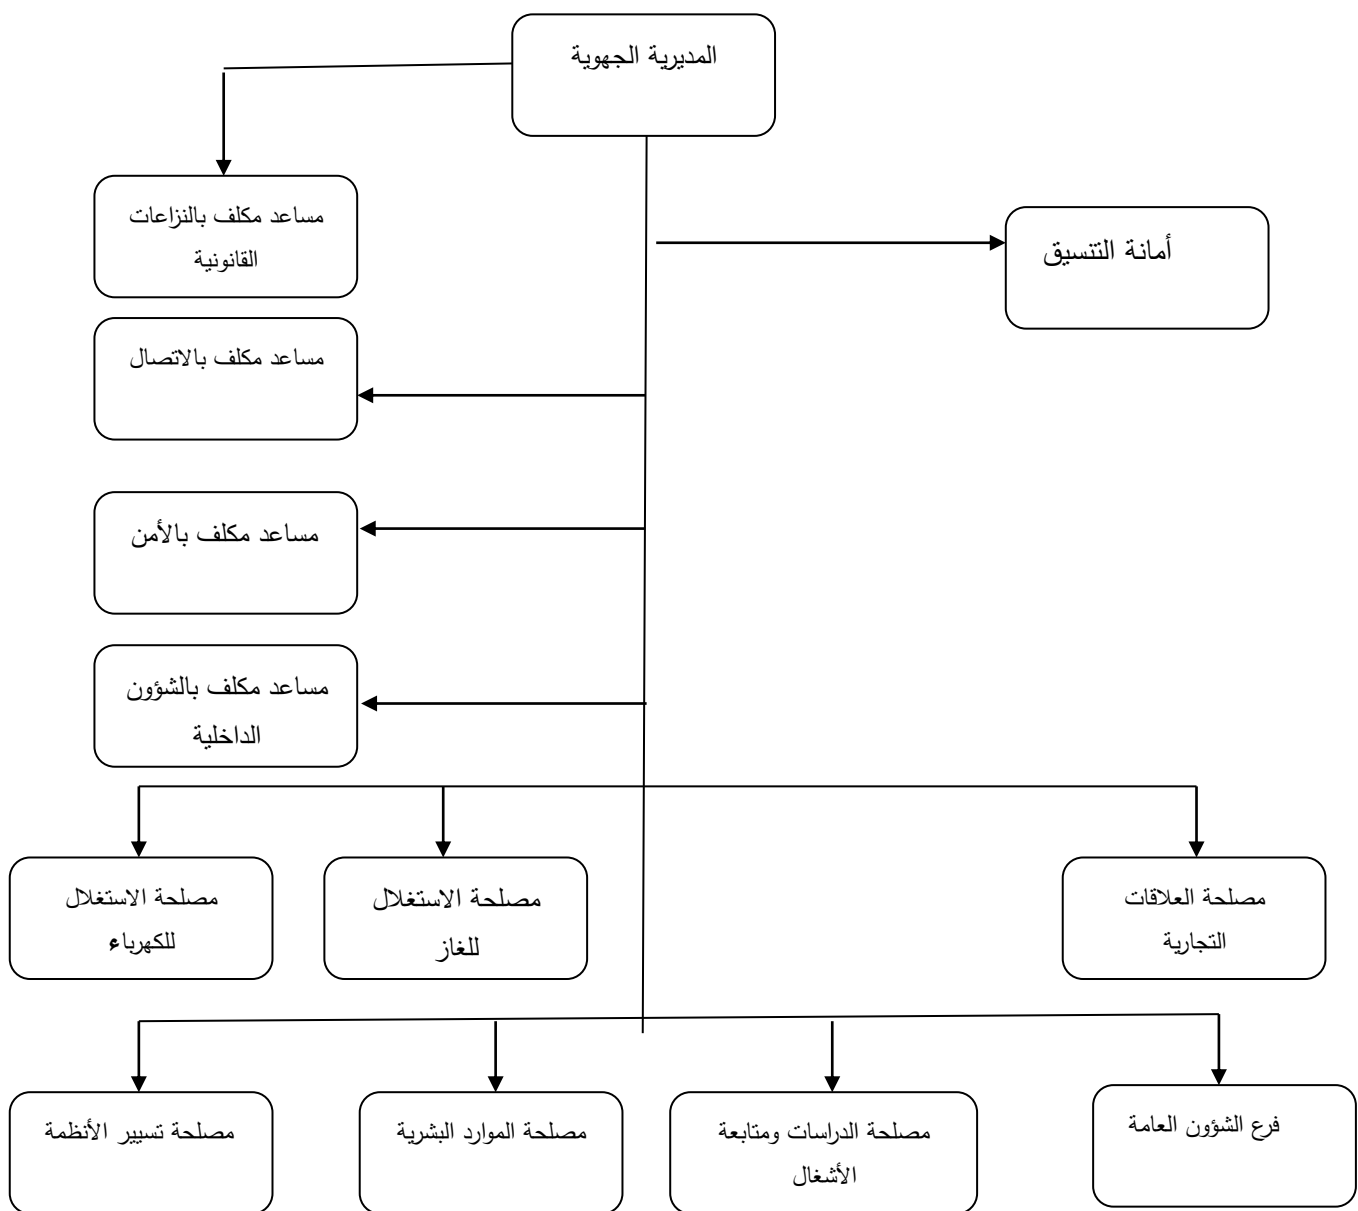 المديرية الجهوية
مساعد مكلف بالنزاعات
القانونية
أمانة التنسيق
مساعد مكلف بالاتصال
مساعد مكلف بالأمن
مساعد مكلف بالشؤون
الداخلية
مصلحة العلاقات
التجارية
مصلحة الاستغلال
للغاز
مصلحة الاستغلال
للكهرباء
فرع الشؤون العامة
مصلحة الدراسات ومتابعة
الأشغال
مصلحة الموارد البشرية
مصلحة تسيير الأنظمة